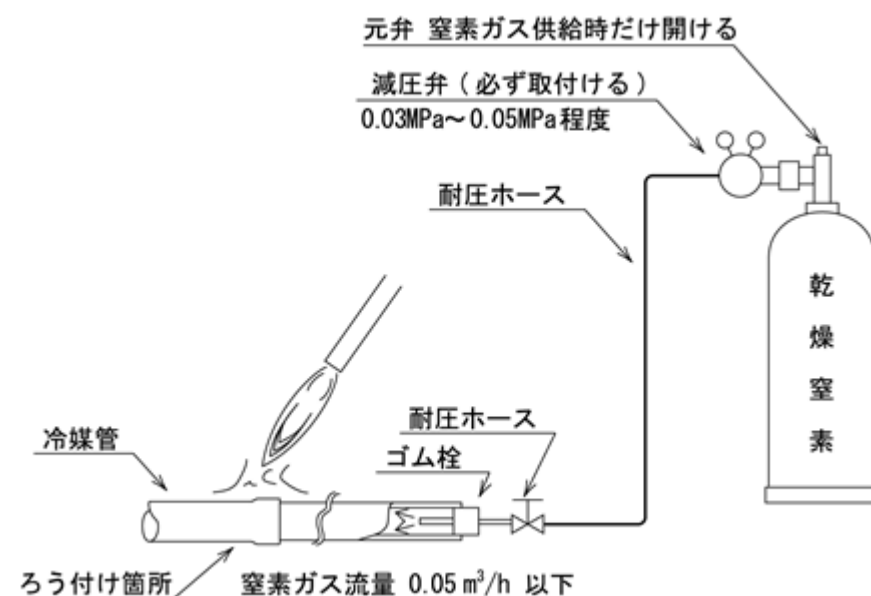 元弁 窒素ガス供給時だけ開ける
減圧弁（必ず取付ける）
0.03MPa～0.05MPa程度
耐圧ホース
乾燥窒素
耐圧ホース
ゴム栓
冷媒管
ろう付け箇所
窒素ガス流量 0.05m³/h 以下